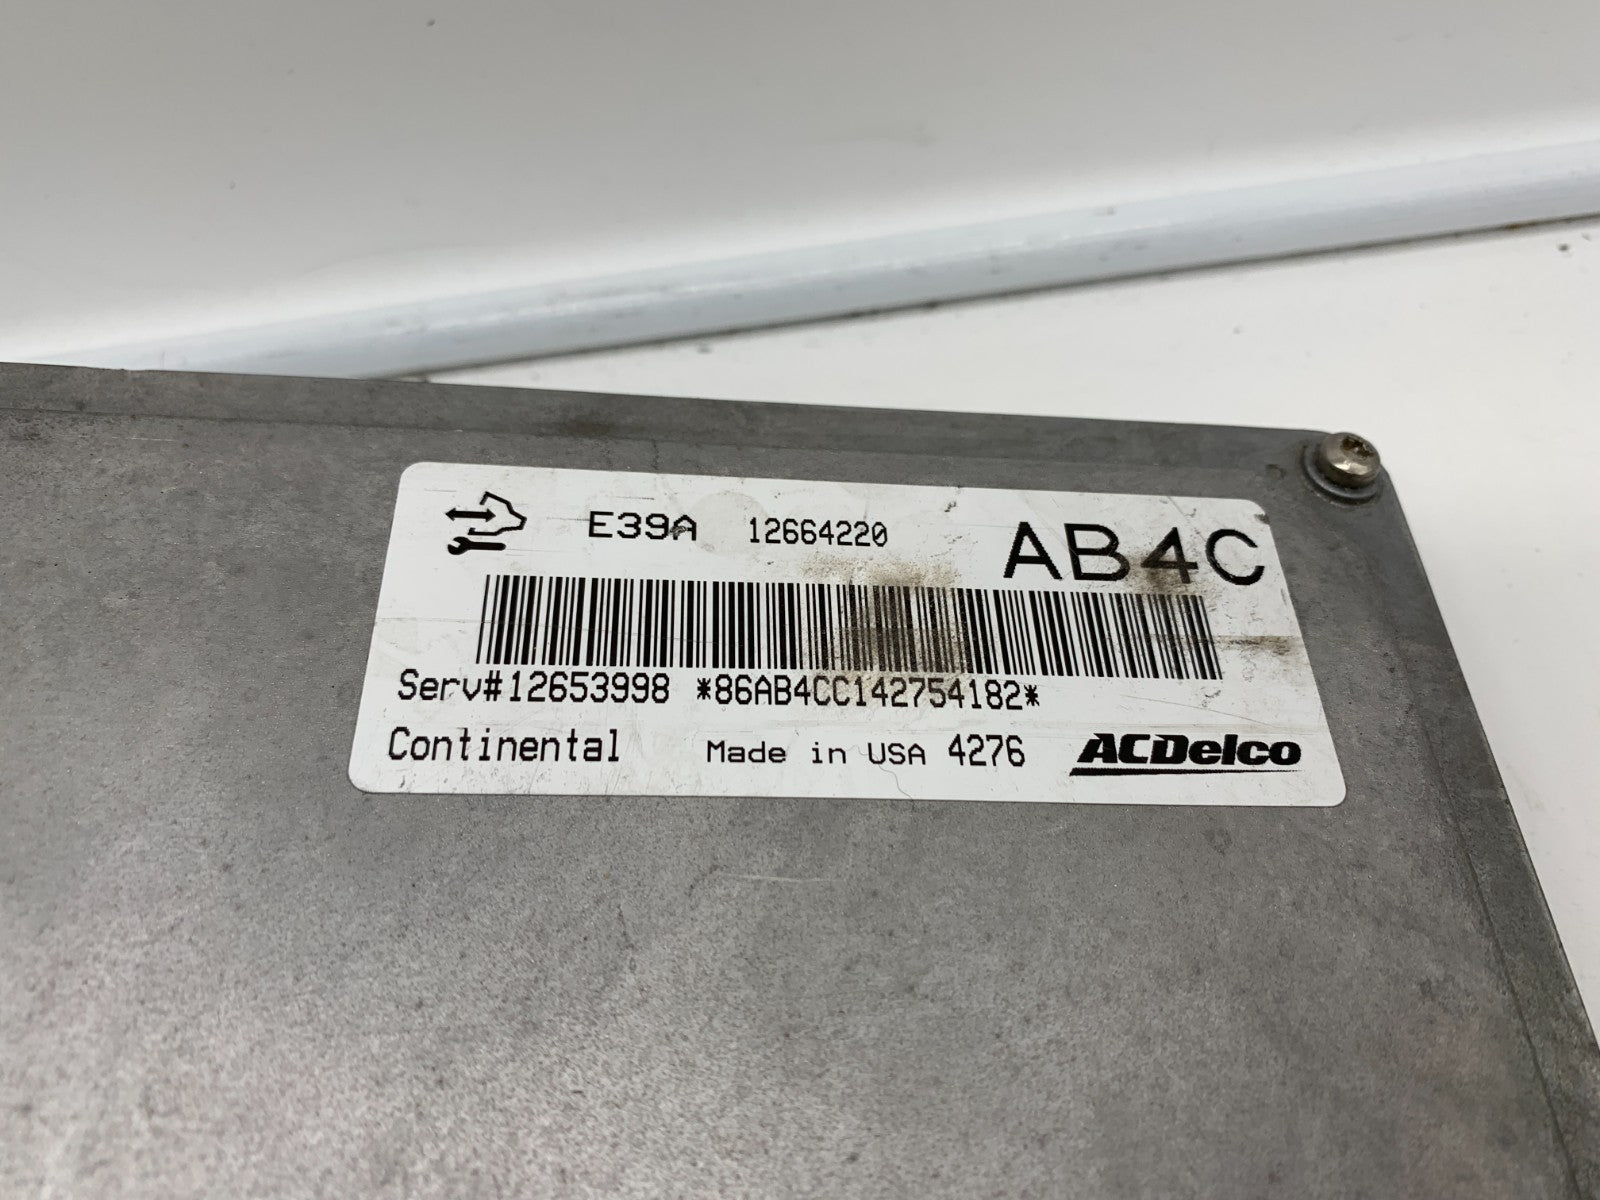 E39A 12664220 AB4C
Serv#12653998 *86AB4CC142754182*
Continental Made in USA 4276 ACDelco